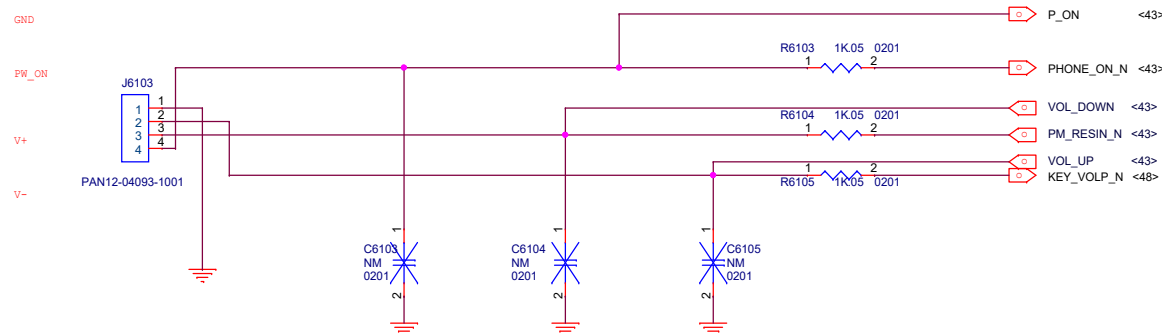 GND
P_ON <43>
R6103 1K.05 0201
PW_ON
1 2
PHONE_ON_N <43>
J6103
1 1
2 2
3 3
4 4
VOL_DOWN <43>
R6104 1K.05 0201
1 2
V+
PM_RESIN_N <43>
VOL_UP <43>
1 2
KEY_VOLP_N <48>
R6105 1K.05 0201
PAN12-04093-1001
V-
1 1 1
C6103 C6104 C6105
NM NM NM
0201 0201 0201
2 2 2